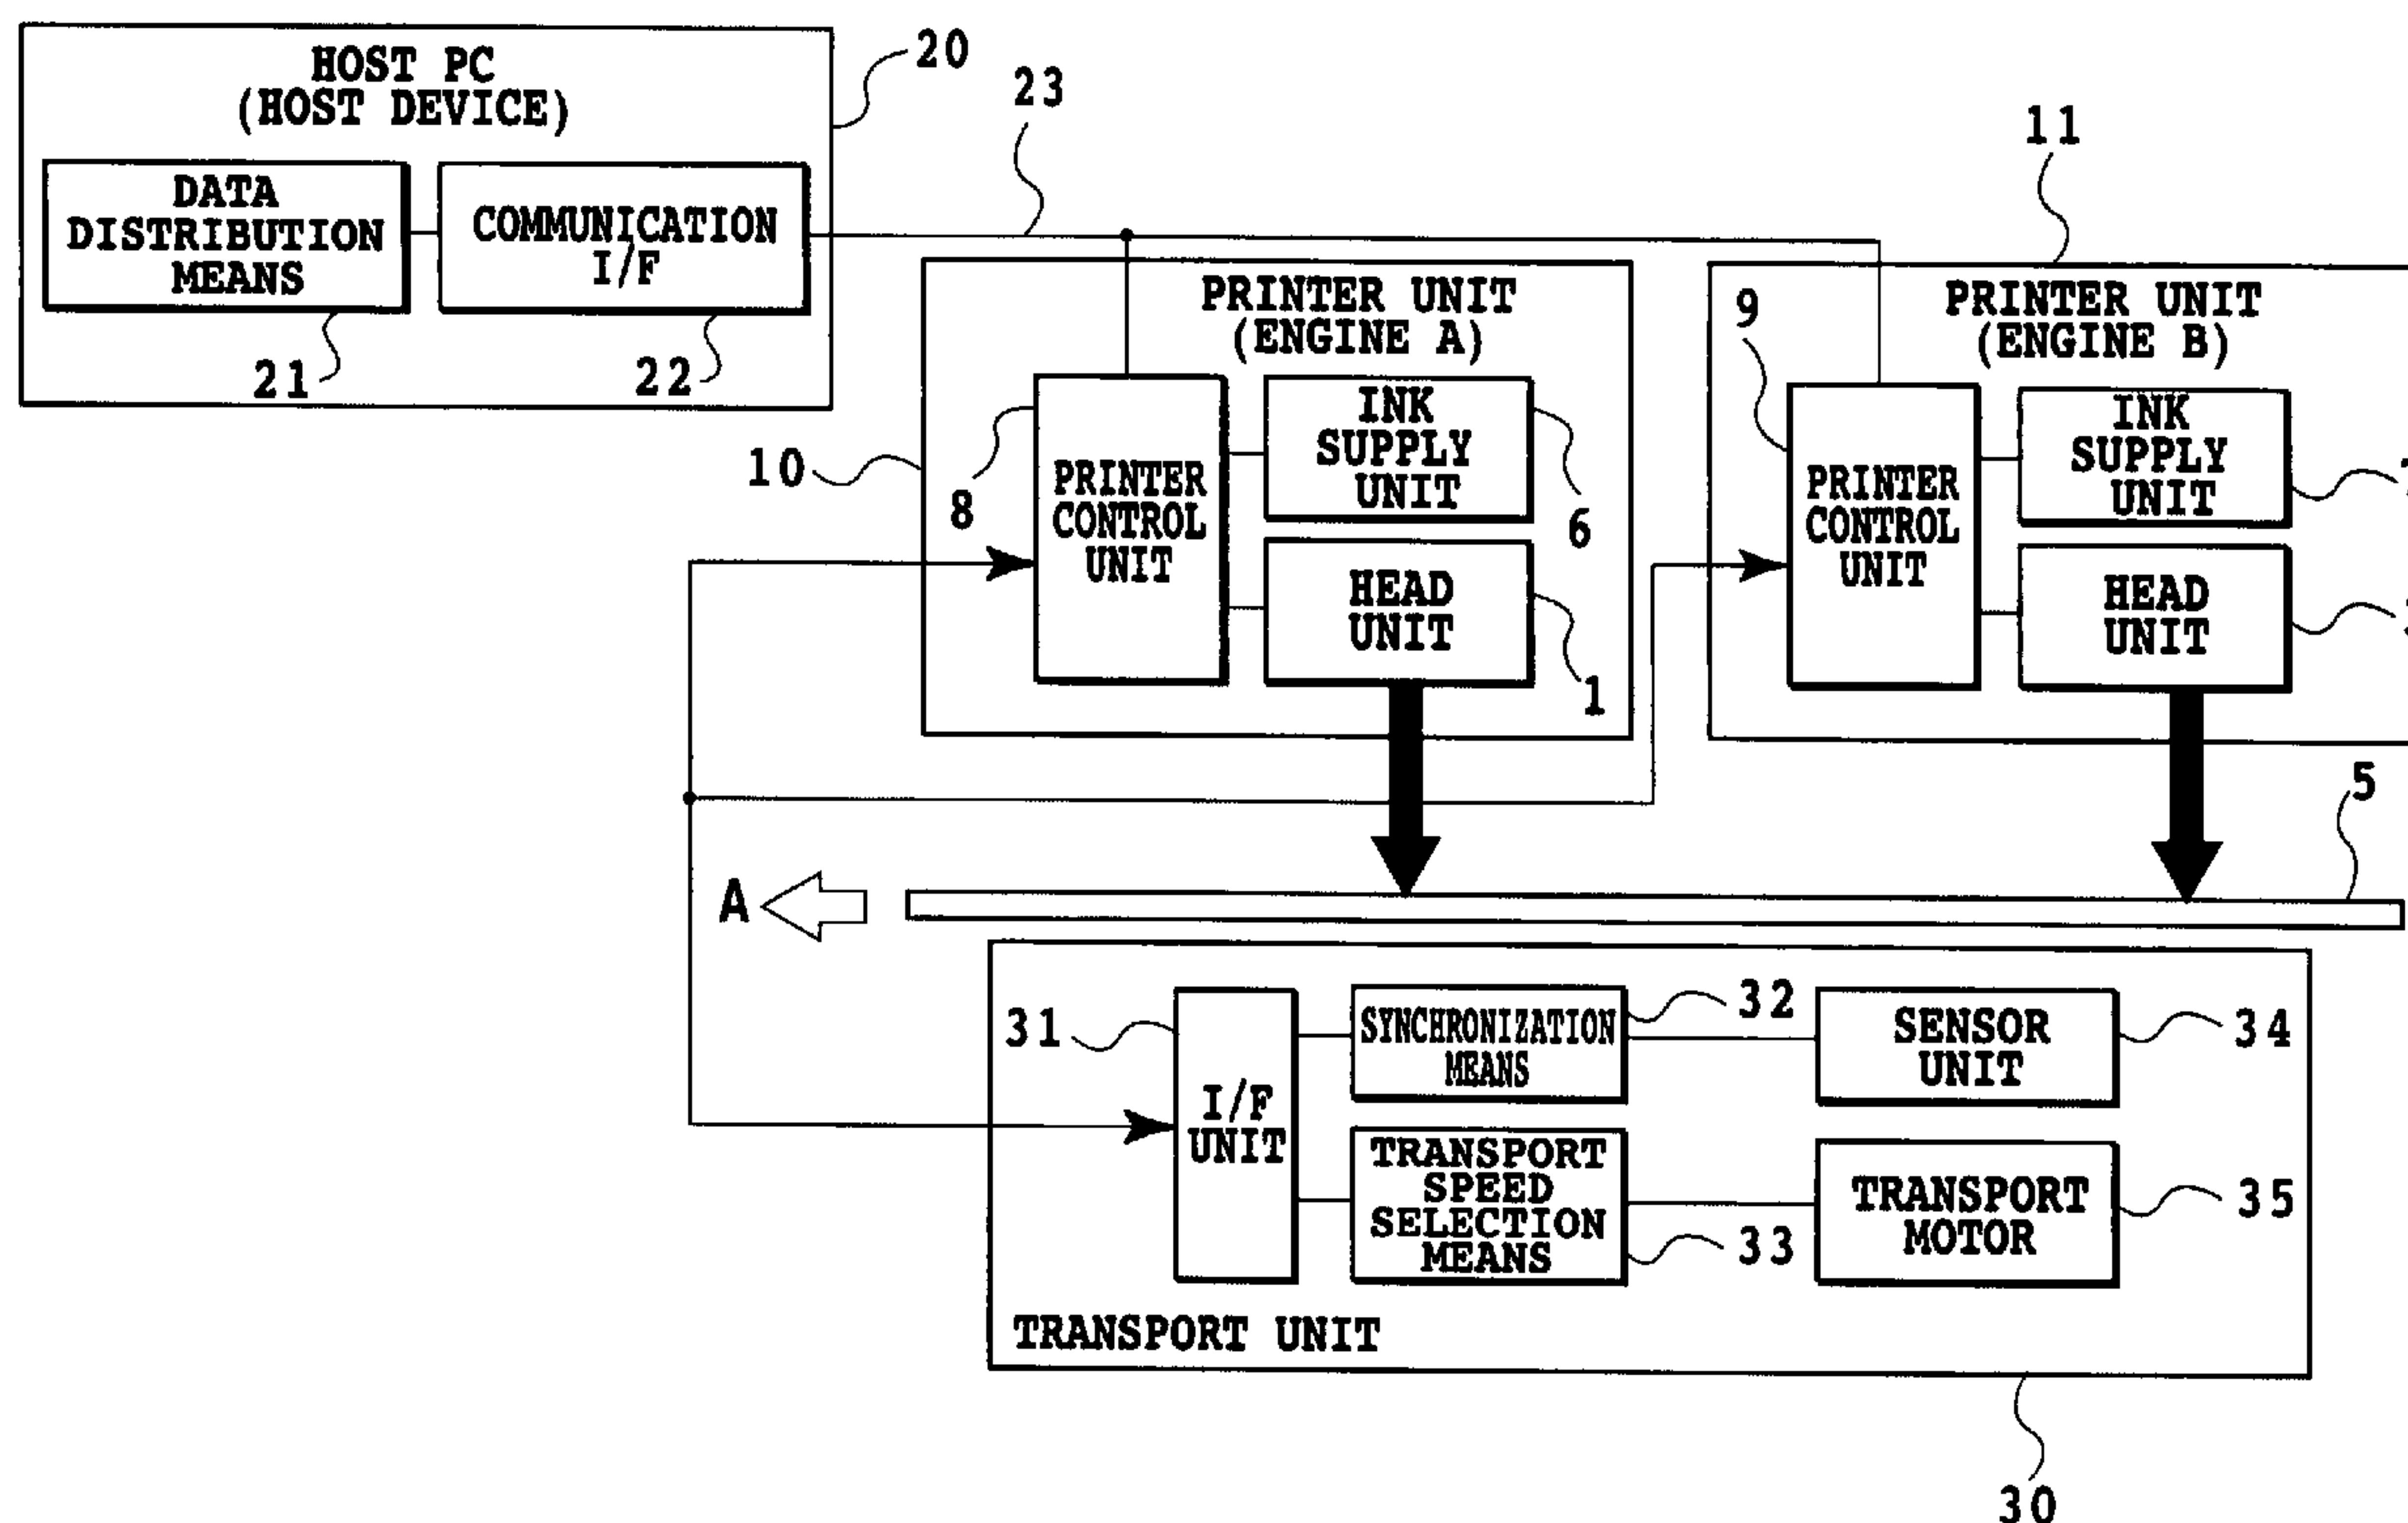 HOST PC
(HOST DEVICE)
20
DATA
DISTRIBUTION
MEANS
COMMUNICATION
I/F
21
22
23
11
PRINTER UNIT
(ENGINE A)
10
8
PRINTER
CONTROL
UNIT
INK
SUPPLY
UNIT
6
HEAD
UNIT
1
PRINTER UNIT
(ENGINE B)
9
PRINTER
CONTROL
UNIT
INK
SUPPLY
UNIT
HEAD
UNIT
5
A
31
I/F
UNIT
SYNCHRONIZATION
MEANS
32
SENSOR
UNIT
34
TRANSPORT
SPEED
SELECTION
MEANS
33
TRANSPORT
MOTOR
35
TRANSPORT UNIT
30